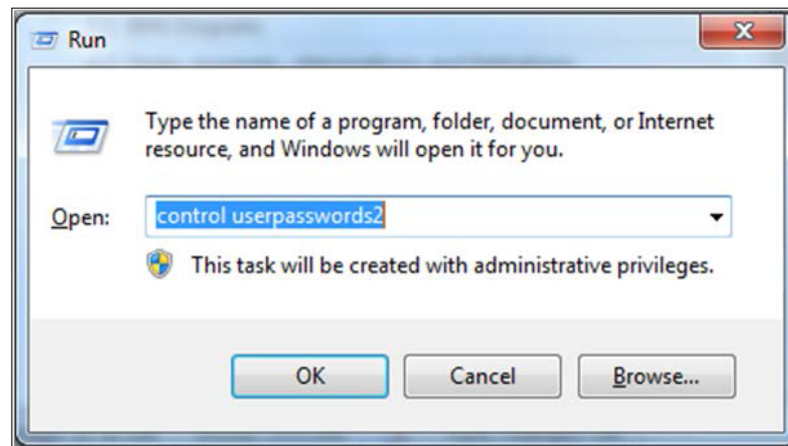 Run
Type the name of a program, folder, document, or Internet
resource, and Windows will open it for you.
Open:
control userpasswords2
This task will be created with administrative privileges.
OK
Cancel
Browse...